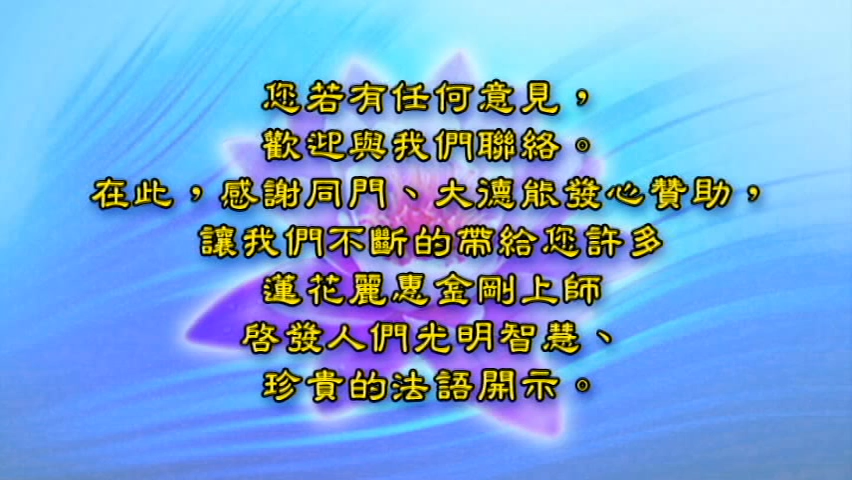 您若有任何意見，
歡迎與我們聯絡。
在此，感謝同門、大德能發心贊助，
讓我們不斷的帶給您許多
蓮花麗惠金剛上師
啓發人們光明智慧、
珍貴的法語開示。